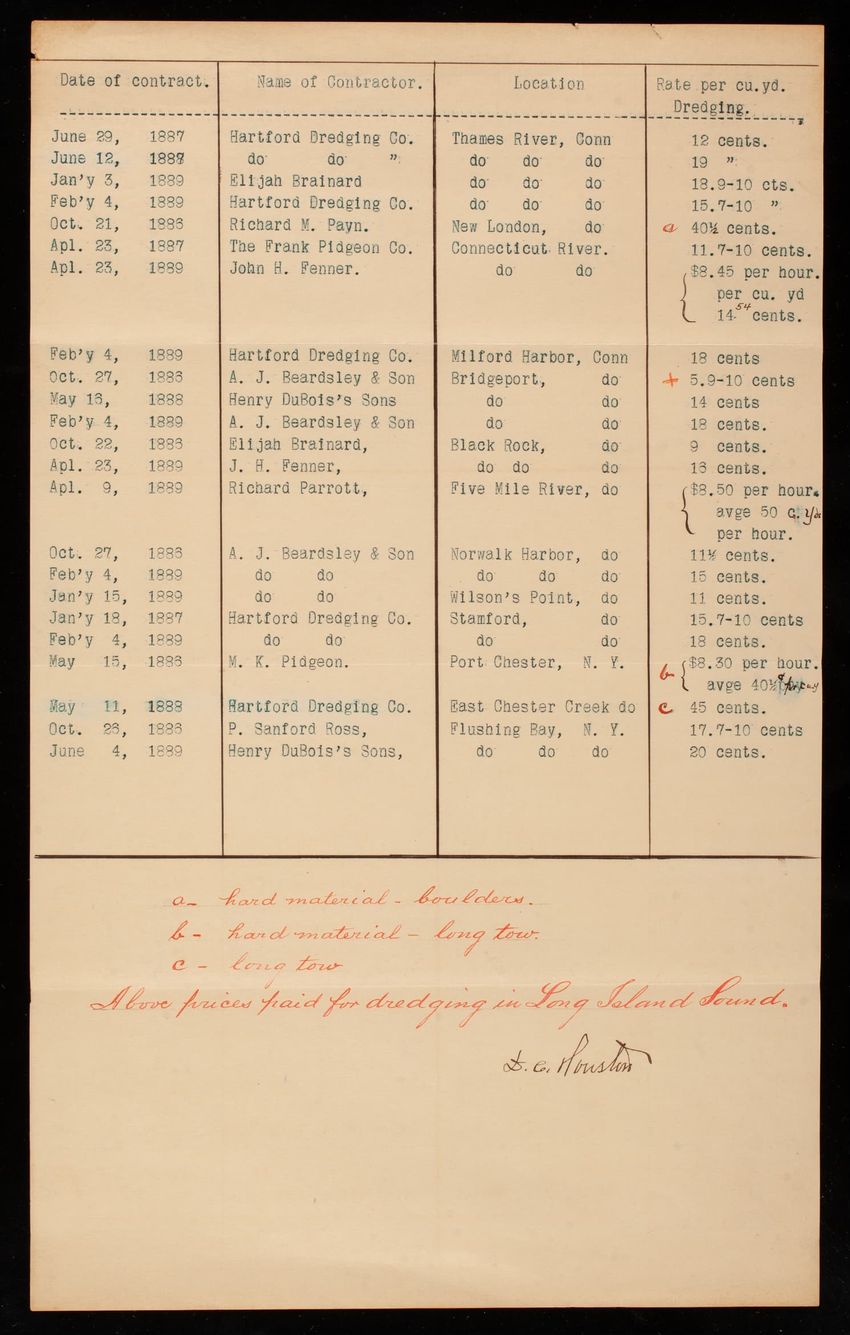 Date of contract. Name of Contractor. Location Rate per cu.yd. Dredging.
June 29, 1887 Hartford Dredging Co. Thames River, Conn 12 cents.
June 12, 1888 do do " do do do 19 "
Jan'y 3, 1889 Elijah Brainard do do do 18.9-10 cts.
Feb'y 4, 1889 Hartford Dredging Co. do do do 15.7-10 "
Oct. 21, 1886 Richard M. Payn. New London, do a 40½ cents.
Apl. 23, 1887 The Frank Pidgeon Co. Connecticut River. 11.7-10 cents.
Apl. 23, 1889 John H. Fenner. do do $8.45 per hour.
per cu. yd
14 54 cents.
Feb'y 4, 1889 Hartford Dredging Co. Milford Harbor, Conn 18 cents
Oct. 27, 1886 A. J. Beardsley & Son Bridgeport, do + 5.9-10 cents
May 16, 1888 Henry DuBois's Sons do do 14 cents
Feb'y 4, 1889 A. J. Beardsley & Son do do 18 cents.
Oct. 22, 1886 Elijah Brainard, Black Rock, do 9 cents.
Apl. 23, 1889 J. H. Fenner, do do do 16 cents.
Apl. 9, 1889 Richard Parrott, Five Mile River, do $8.50 per hour.
avge 50 c. yds
per hour.
Oct. 27, 1886 A. J. Beardsley & Son Norwalk Harbor, do 11½ cents.
Feb'y 4, 1889 do do do do do 15 cents.
Jan'y 15, 1889 do do Wilson's Point, do 11 cents.
Jan'y 18, 1887 Hartford Dredging Co. Stamford, do 15.7-10 cents
Feb'y 4, 1889 do do do do 18 cents.
May 15, 1886 M. K. Pidgeon. Port Chester, N. Y. b $8.30 per hour.
avge 40½
May 11, 1888 Hartford Dredging Co. East Chester Creek do c 45 cents.
Oct. 26, 1886 P. Sanford Ross, Flushing Bay, N. Y. 17.7-10 cents
June 4, 1889 Henry DuBois's Sons, do do do 20 cents.
a - hard material - boulders.
b - hard material - long tow.
c - long tow
Above prices paid for dredging in Long Island Sound.
D. C. Houston